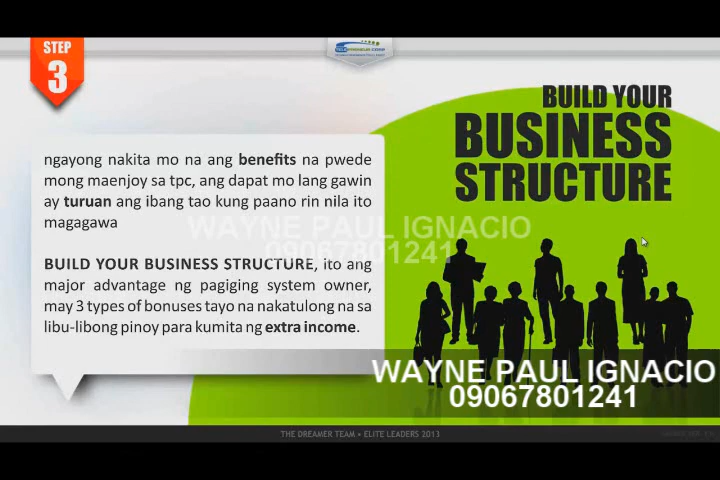 STEP
3
BUILD YOUR
BUSINESS
STRUCTURE
ngayong nakita mo na ang benefits na pwede
mong maenjoy sa tpc, ang dapat mo lang gawin
ay turuan ang ibang tao kung paano rin nila ito
magagawa
WAYNE PAUL IGNACIO
09067801241
BUILD YOUR BUSINESS STRUCTURE, ito ang
major advantage ng pagiging system owner,
may 3 types of bonuses tayo na nakatulong na sa
libu-libong pinoy para kumita ng extra income.
WAYNE PAUL IGNACIO
09067801241
THE DREAMER TEAM • ELITE LEADERS 2013